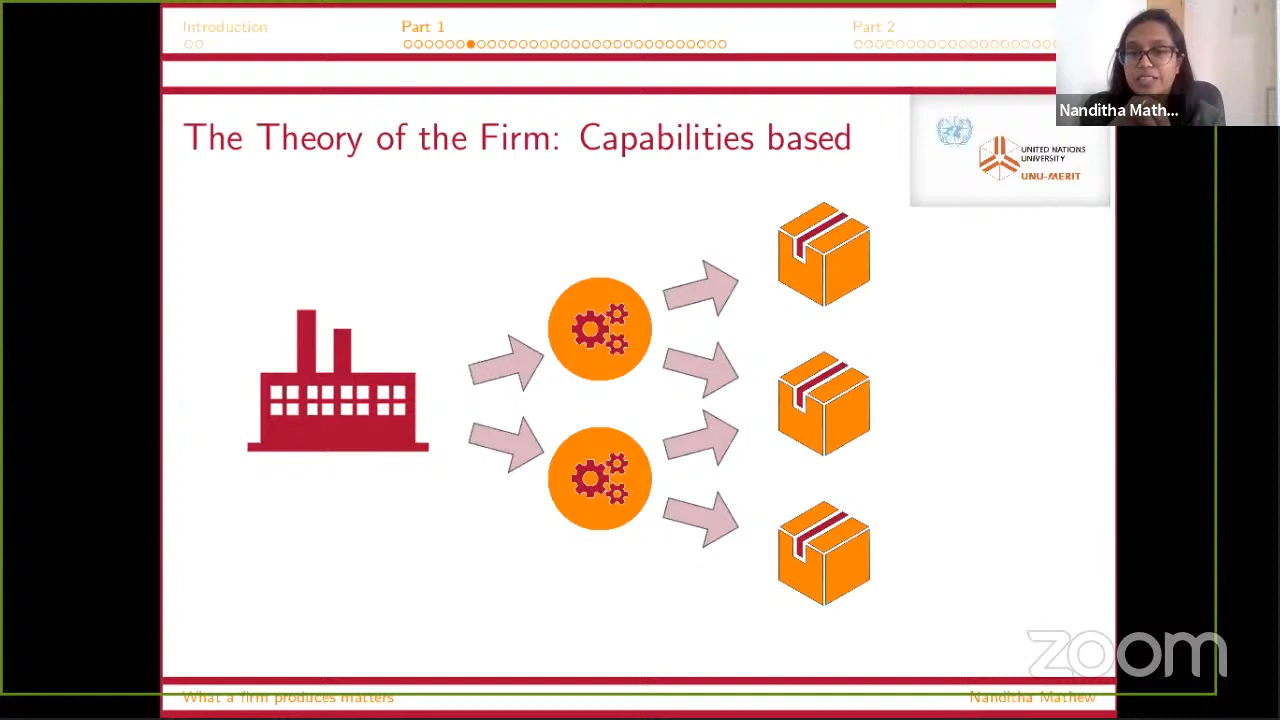 Introduction
Part 1
Part 2
Nanditha Math...
The Theory of the Firm: Capabilities based
UNITED NATIONS
UNIVERSITY
UNU-MERIT
zoom
What a firm produces matters
Nanditha Mathew